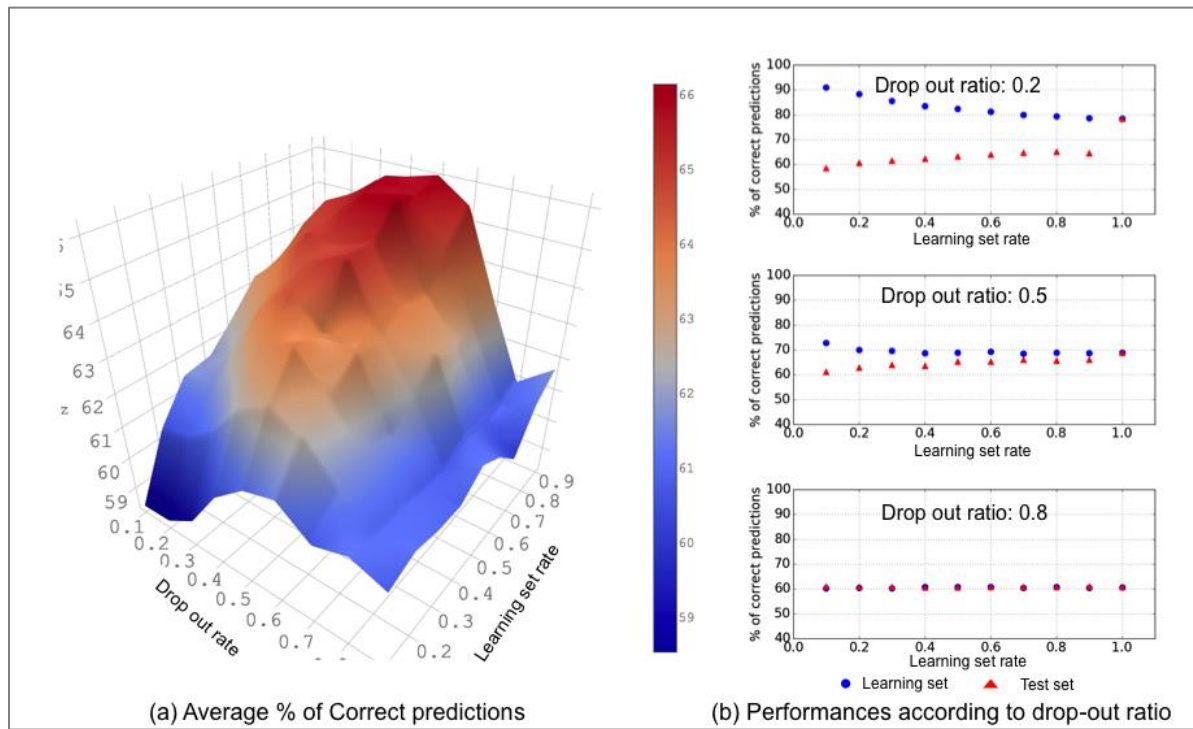 66
65
64
63
62
61
60
59
64
63
z 62
61
60
59
0.1
0.2
0.3
0.4
0.5
0.6
0.7
0.2
0.3
0.4
0.5
0.6
0.7
0.8
0.9
Drop out rate
Learning set rate
(a) Average % of Correct predictions
Drop out ratio: 0.2
% of correct predictions
100
90
80
70
60
50
40
0.0 0.2 0.4 0.6 0.8 1.0
Learning set rate
Drop out ratio: 0.5
% of correct predictions
100
90
80
70
60
50
40
0.0 0.2 0.4 0.6 0.8 1.0
Learning set rate
Drop out ratio: 0.8
% of correct predictions
100
90
80
70
60
50
40
0.0 0.2 0.4 0.6 0.8 1.0
Learning set rate
Learning set Test set
(b) Performances according to drop-out ratio